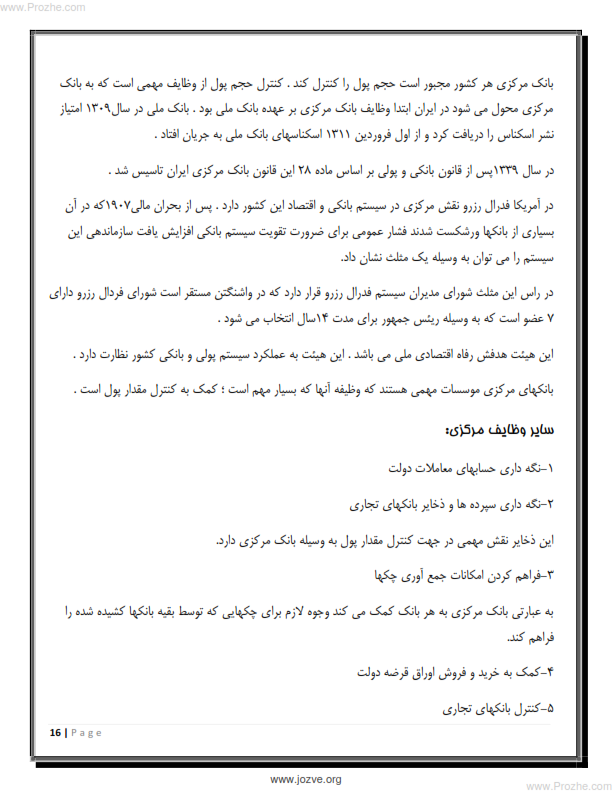 www.Prozhe.com
بانک مرکزی هر کشور مجبور است حجم پول را کنترل کند . کنترل حجم پول از وظایف مهمی است که به بانک
مرکزی محول می شود در ایران ابتدا وظایف بانک مرکزی بر عهده بانک ملی بود . بانک ملی در سال۱۳۰۹ امتیاز
نشر اسکناس را دریافت کرد و از اول فروردین ۱۳۱۱ اسکناسهای بانک ملی به جریان افتاد .
در سال ۱۳۳۹پس از قانون بانکی و پولی بر اساس ماده ۲۸ این قانون بانک مرکزی ایران تاسیس شد .
در آمریکا فدرال رزرو نقش مرکزی در سیستم بانکی و اقتصاد این کشور دارد . پس از بحران مالی۱۹۰۷که در آن
بسیاری از بانکها ورشکست شدند فشار عمومی برای ضرورت تقویت سیستم بانکی افزایش یافت سازماندهی این
سیستم را می توان به وسیله یک مثلث نشان داد.
در راس این مثلث شورای مدیران سیستم فدرال رزرو قرار دارد که در واشنگتن مستقر است شورای فردال رزرو دارای
۷ عضو است که به وسیله ریئس جمهور برای مدت ۱۴سال انتخاب می شود .
این هیئت هدفش رفاه اقتصادی ملی می باشد . این هیئت به عملکرد سیستم پولی و بانکی کشور نظارت دارد .
بانکهای مرکزی موسسات مهمی هستند که وظیفه آنها که بسیار مهم است ؛ کمک به کنترل مقدار پول است .
سایر وظایف مرکزی:
۱-نگه داری حسابهای معاملات دولت
۲-نگه داری سپرده ها و ذخایر بانکهای تجاری
این ذخایر نقش مهمی در جهت کنترل مقدار پول به وسیله بانک مرکزی دارد.
۳-فراهم کردن امکانات جمع آوری چکها
به عبارتی بانک مرکزی به هر بانک کمک می کند وجوه لازم برای چکهایی که توسط بقیه بانکها کشیده شده را
فراهم کند.
۴-کمک به خرید و فروش اوراق قرضه دولت
۵-کنترل بانکهای تجاری
16 | Page
www.jozve.org
www.Prozhe.com